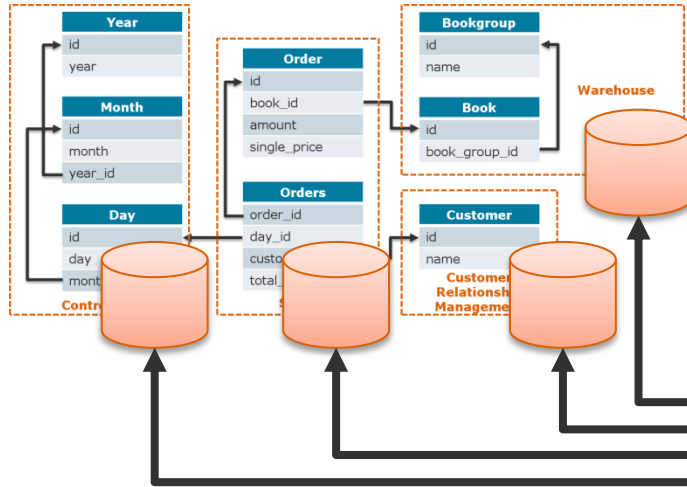 Year
id
year
Month
id
month
year_id
Day
id
day
Order
id
book_id
amount
single_price
Orders
order_id
day_id
Bookgroup
id
name
Book
id
book_group_id
Warehouse
Customer
id
name
Customer